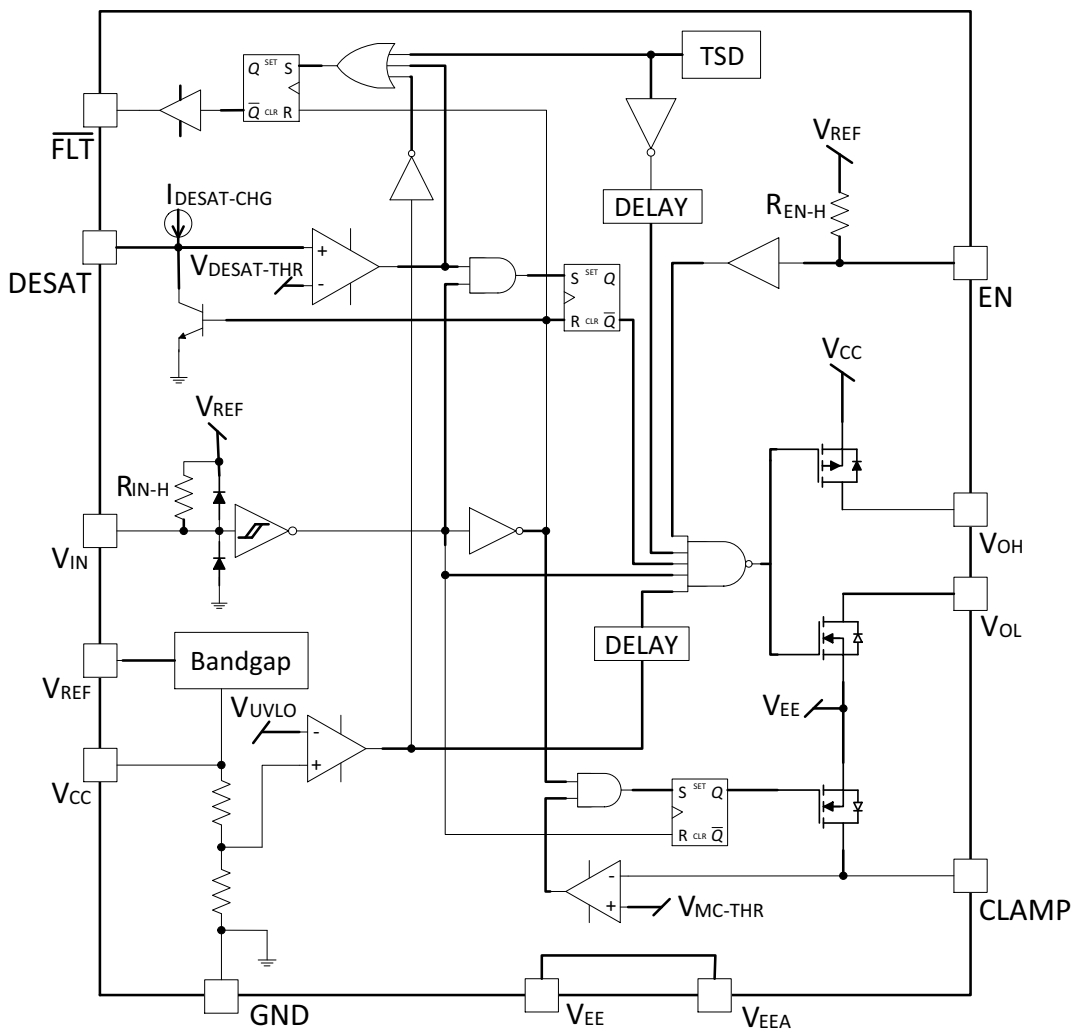 TSD
Q SET S
Q̅ CLR R
F̅L̅T̅
VREF
IDESAT-CHG
DELAY
REN-H
DESAT
VDESAT-THR
+
-
S SET Q
R CLR Q̅
EN
VCC
VREF
RIN-H
VIN
VOH
VOL
DELAY
Bandgap
VREF
VUVLO
-
+
VEE
VCC
S SET Q
R CLR Q̅
-
+
VMC-THR
CLAMP
GND
VEE
VEEA